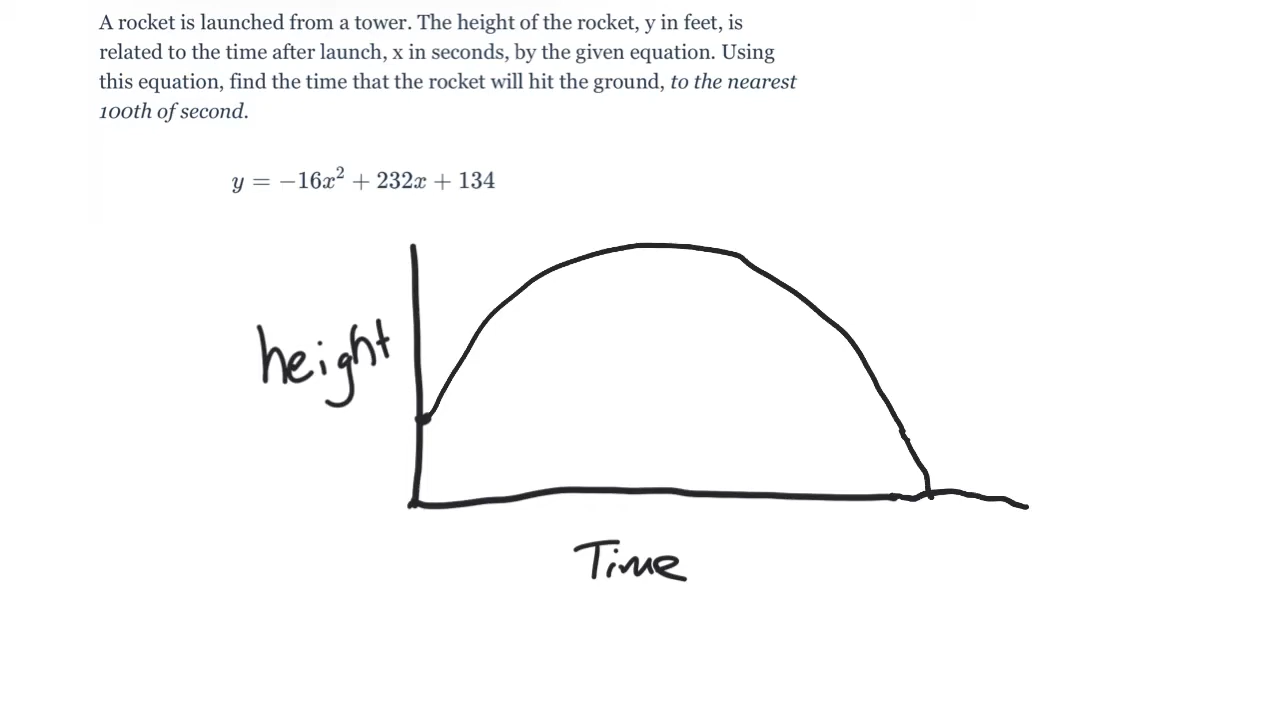 A rocket is launched from a tower. The height of the rocket, y in feet, is
related to the time after launch, x in seconds, by the given equation. Using
this equation, find the time that the rocket will hit the ground, to the nearest
100th of second.
y = −16x² + 232x + 134
height
Time